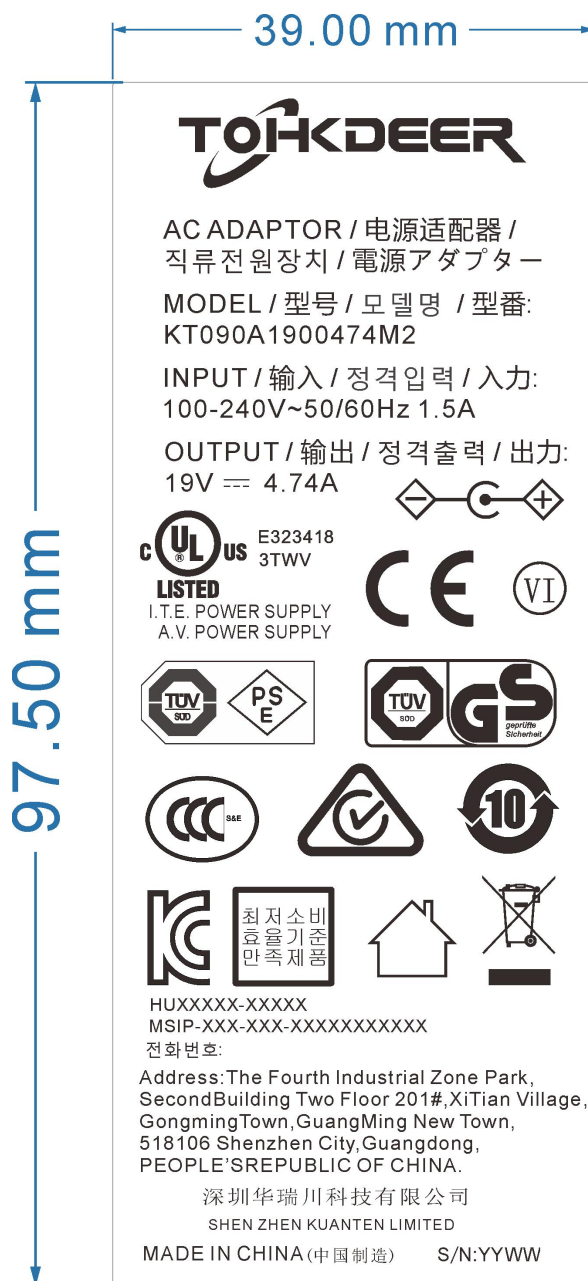 39.00 mm
97.50 mm
TOHKDEER
AC ADAPTOR / 电源适配器 /
직류전원장치 / 電源アダプター
MODEL / 型号 / 모델명 / 型番:
KT090A1900474M2
INPUT / 输入 / 정격입력 / 入力:
100-240V~50/60Hz 1.5A
OUTPUT / 输出 / 정격출력 / 出力:
19V ⎓ 4.74A
C UL ® US E323418
3TWV
LISTED
I.T.E. POWER SUPPLY
A.V. POWER SUPPLY
CE VI
TÜV SÜD
PS E
TÜV SÜD
GS
geprüfte
Sicherheit
CCC S&E
10
KC
최저소비
효율기준
만족제품
HUXXXXX-XXXXX
MSIP-XXX-XXX-XXXXXXXXXXX
전화번호:
Address:The Fourth Industrial Zone Park,
SecondBuilding Two Floor 201#,XiTian Village,
GongmingTown,GuangMing New Town,
518106 Shenzhen City,Guangdong,
PEOPLE'SREPUBLIC OF CHINA.
深圳华瑞川科技有限公司
SHEN ZHEN KUANTEN LIMITED
MADE IN CHINA (中国制造) S/N:YYWW